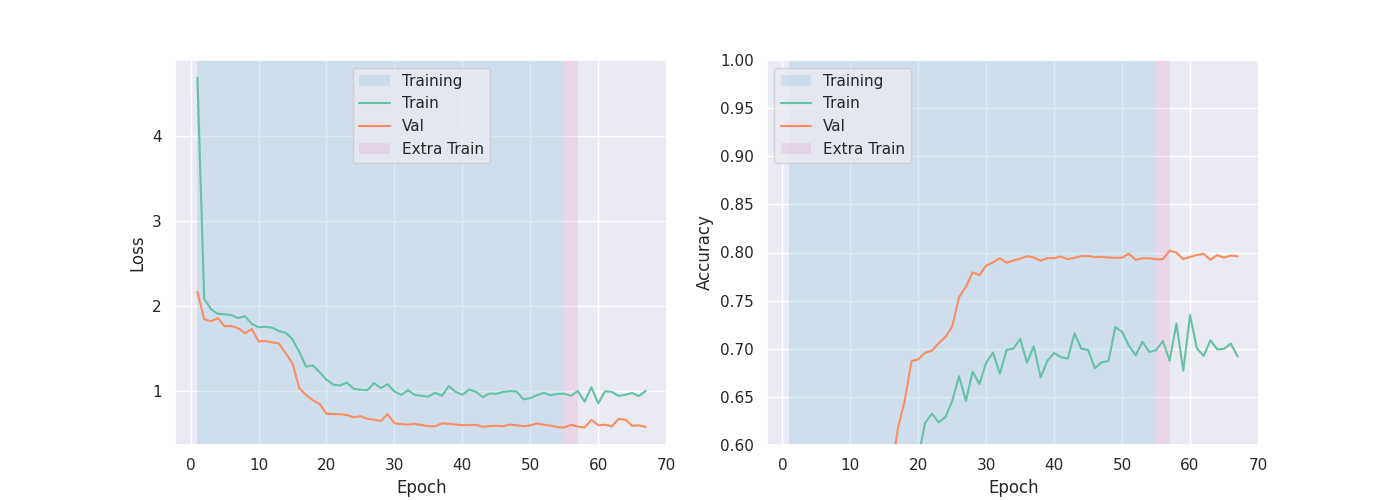 Training
Train
Val
Extra Train
4
3
2
1
Loss
0 10 20 30 40 50 60 70
Epoch
Training
Train
Val
Extra Train
1.00
0.95
0.90
0.85
0.80
0.75
0.70
0.65
0.60
Accuracy
0 10 20 30 40 50 60 70
Epoch